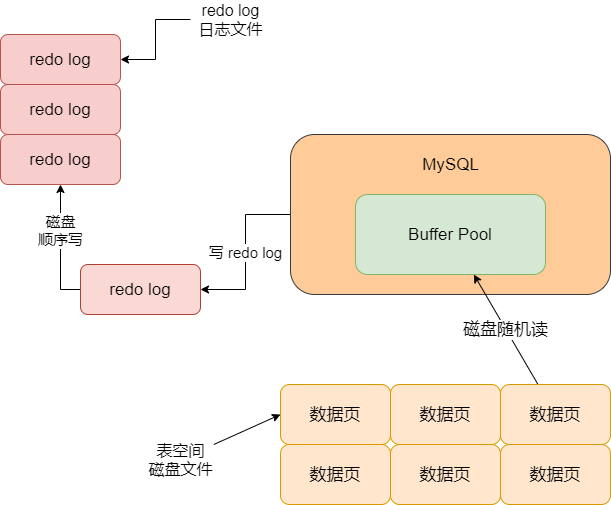 redo log
日志文件
redo log
redo log
redo log
磁盘
顺序写
redo log
写 redo log
MySQL
Buffer Pool
磁盘随机读
数据页
数据页
数据页
数据页
数据页
数据页
表空间
磁盘文件